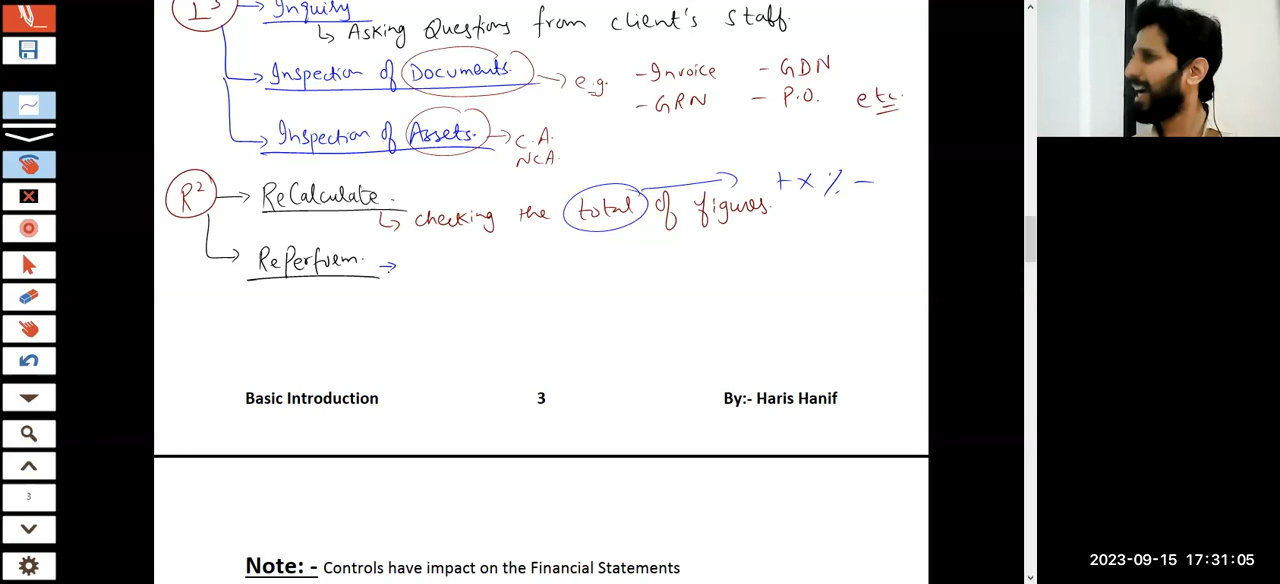 I³ → Inquiry
↳ Asking Questions from client's staff.
→ Inspection of Documents. → e.g. - Invoice - GDN
- GRN - P.O. etc.
→ Inspection of Assets. → C.A.
NCA.
R² → ReCalculate. + × % -
↳ checking the total of figures.
→ RePerform. →
Basic Introduction 3 By:- Haris Hanif
3
Note: - Controls have impact on the Financial Statements
2023-09-15 17:31:05